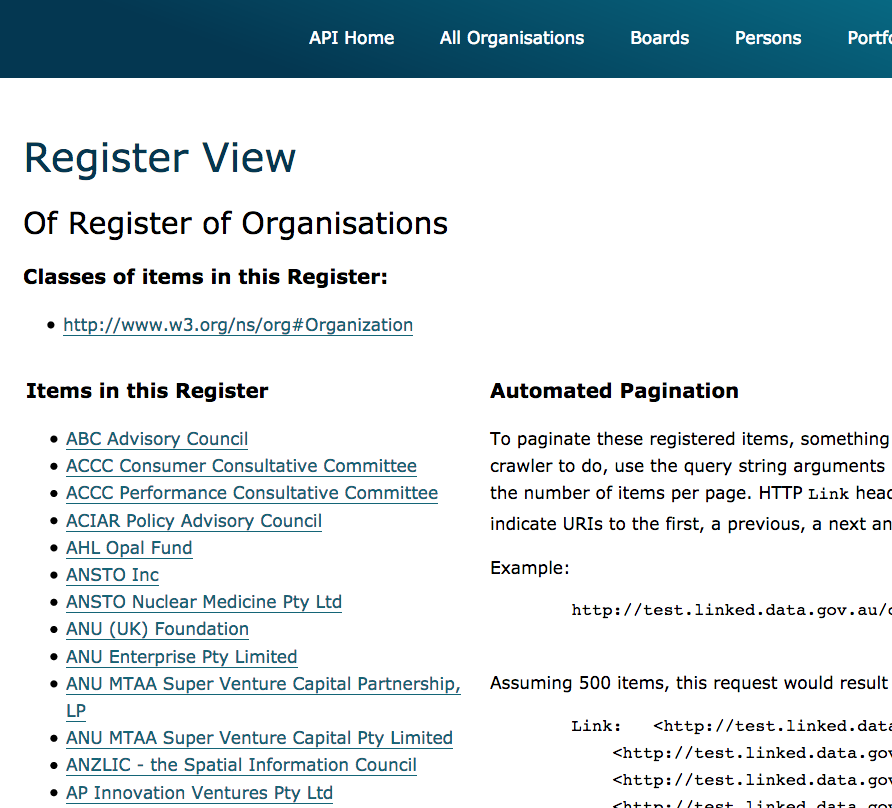 API Home All Organisations Boards Persons
Register View
Of Register of Organisations
Classes of items in this Register:
http://www.w3.org/ns/org#Organization
Items in this Register
ABC Advisory Council
ACCC Consumer Consultative Committee
ACCC Performance Consultative Committee
ACIAR Policy Advisory Council
AHL Opal Fund
ANSTO Inc
ANSTO Nuclear Medicine Pty Ltd
ANU (UK) Foundation
ANU Enterprise Pty Limited
ANU MTAA Super Venture Capital Partnership,
LP
ANU MTAA Super Venture Capital Pty Limited
ANZLIC - the Spatial Information Council
AP Innovation Ventures Pty Ltd
Automated Pagination
To paginate these registered items, something
crawler to do, use the query string arguments
the number of items per page. HTTP Link head
indicate URIs to the first, a previous, a next an
Example:
http://test.linked.data.gov.au/
Assuming 500 items, this request would result
Link: <http://test.linked.data
<http://test.linked.data.gov
<http://test.linked.data.gov
<http://test.linked.data.gov